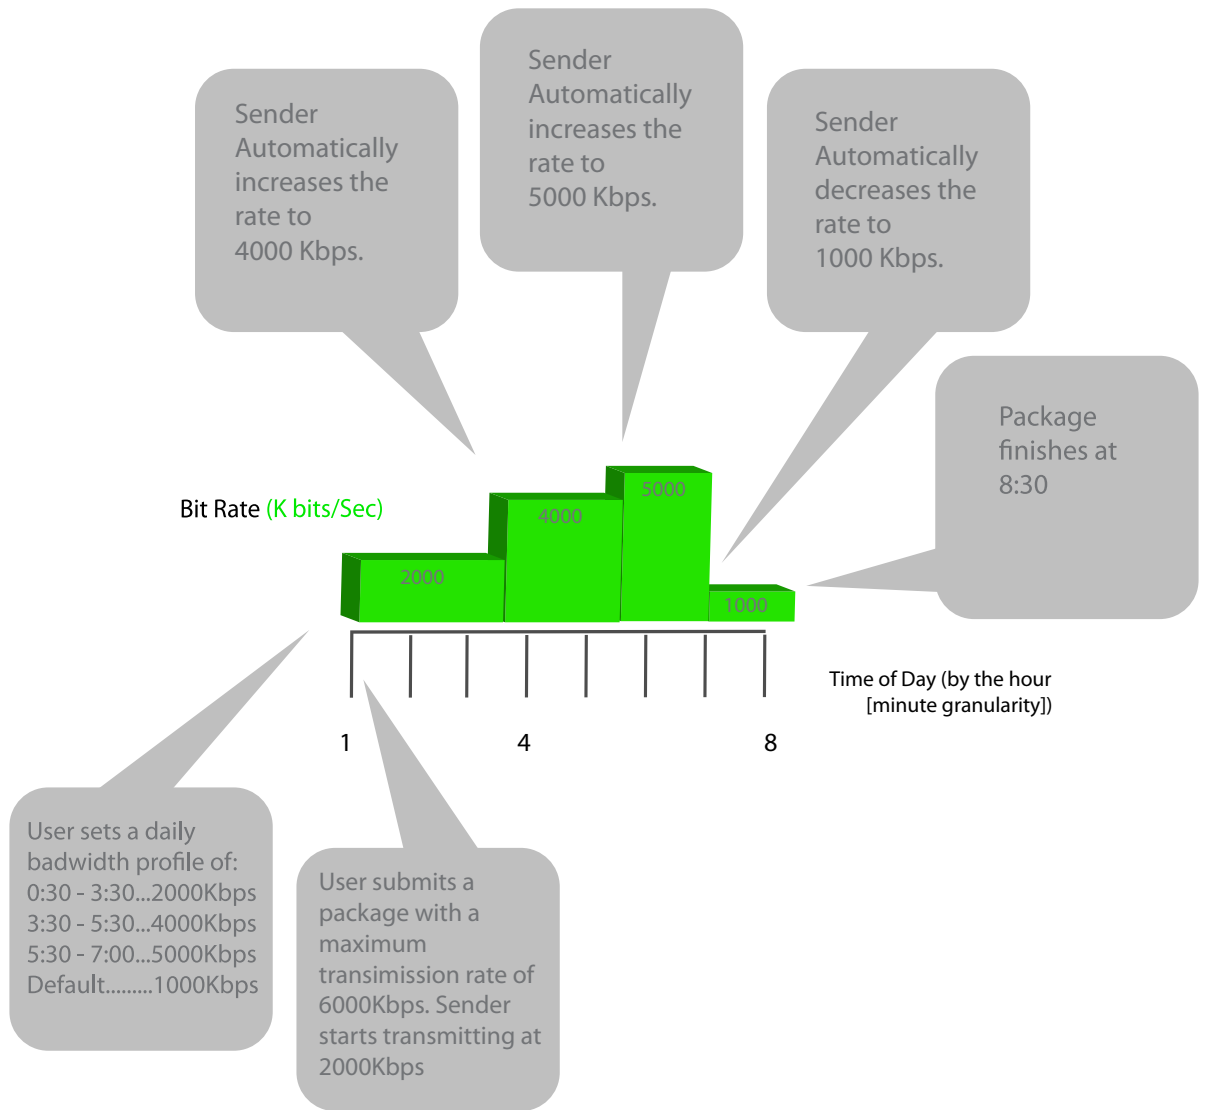 Sender
Automatically
increases the
rate to
4000 Kbps.
Sender
Automatically
increases the
rate to
5000 Kbps.
Sender
Automatically
decreases the
rate to
1000 Kbps.
Package
finishes at
8:30
Bit Rate (K bits/Sec)
2000
4000
5000
1000
Time of Day (by the hour
[minute granularity])
1
4
8
User sets a daily
badwidth profile of:
0:30 - 3:30...2000Kbps
3:30 - 5:30...4000Kbps
5:30 - 7:00...5000Kbps
Default.........1000Kbps
User submits a
package with a
maximum
transimission rate of
6000Kbps. Sender
starts transmitting at
2000Kbps